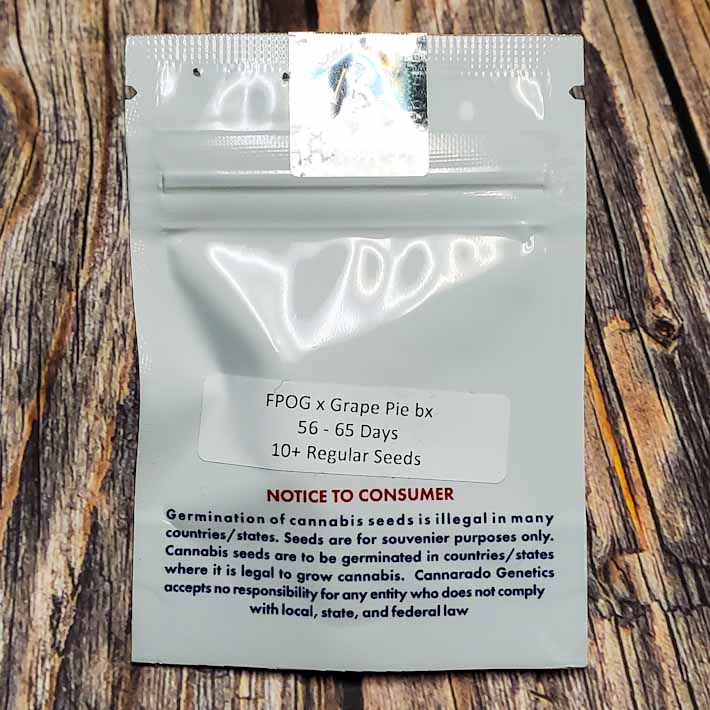 FPOG x Grape Pie bx
56 - 65 Days
10+ Regular Seeds
NOTICE TO CONSUMER
Germination of cannabis seeds is illegal in many
countries/states. Seeds are for souvenier purposes only.
Cannabis seeds are to be germinated in countries/states
where it is legal to grow cannabis. Cannarado Genetics
accepts no responsibility for any entity who does not comply
with local, state, and federal law